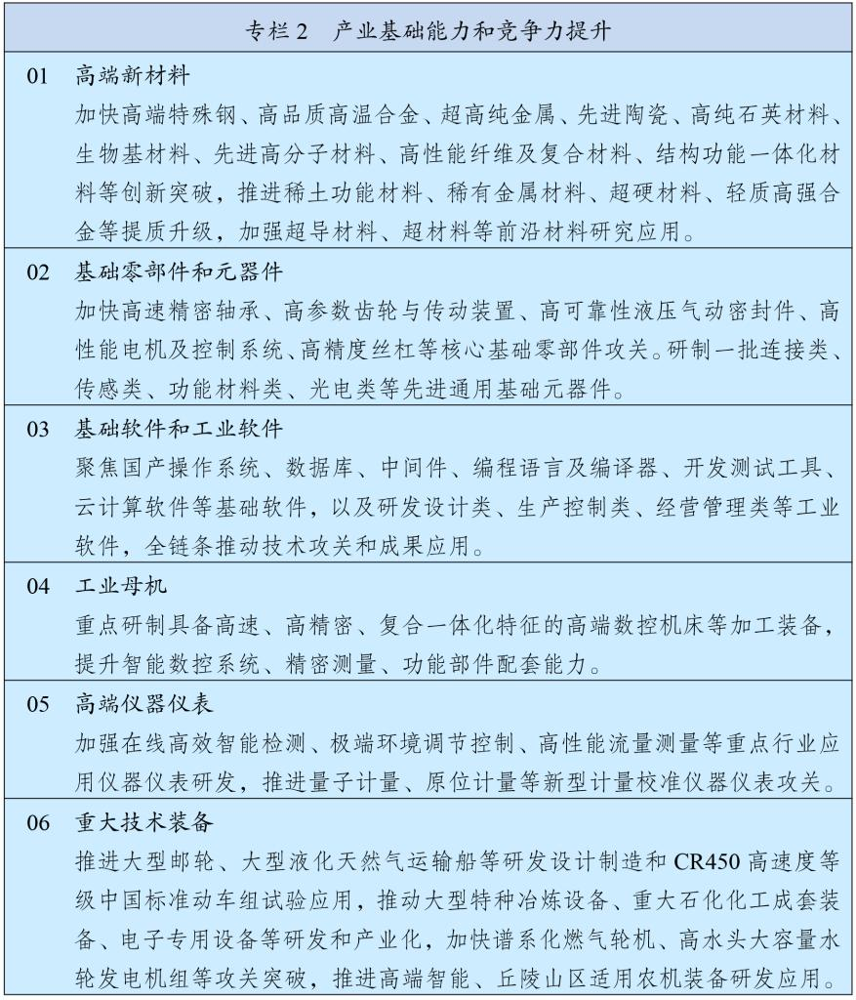 专栏 2 产业基础能力和竞争力提升
01 高端新材料
加快高端特殊钢、高品质高温合金、超高纯金属、先进陶瓷、高纯石英材料、
生物基材料、先进高分子材料、高性能纤维及复合材料、结构功能一体化材
料等创新突破，推进稀土功能材料、稀有金属材料、超硬材料、轻质高强合
金等提质升级，加强超导材料、超材料等前沿材料研究应用。
02 基础零部件和元器件
加快高速精密轴承、高参数齿轮与传动装置、高可靠性液压气动密封件、高
性能电机及控制系统、高精度丝杠等核心基础零部件攻关。研制一批连接类、
传感类、功能材料类、光电类等先进通用基础元器件。
03 基础软件和工业软件
聚焦国产操作系统、数据库、中间件、编程语言及编译器、开发测试工具、
云计算软件等基础软件，以及研发设计类、生产控制类、经营管理类等工业
软件，全链条推动技术攻关和成果应用。
04 工业母机
重点研制具备高速、高精密、复合一体化特征的高端数控机床等加工装备，
提升智能数控系统、精密测量、功能部件配套能力。
05 高端仪器仪表
加强在线高效智能检测、极端环境调节控制、高性能流量测量等重点行业应
用仪器仪表研发，推进量子计量、原位计量等新型计量校准仪器仪表攻关。
06 重大技术装备
推进大型邮轮、大型液化天然气运输船等研发设计制造和 CR450 高速度等
级中国标准动车组试验应用，推动大型特种冶炼设备、重大石化化工成套装
备、电子专用设备等研发和产业化，加快谱系化燃气轮机、高水头大容量水
轮发电机组等攻关突破，推进高端智能、丘陵山区适用农机装备研发应用。